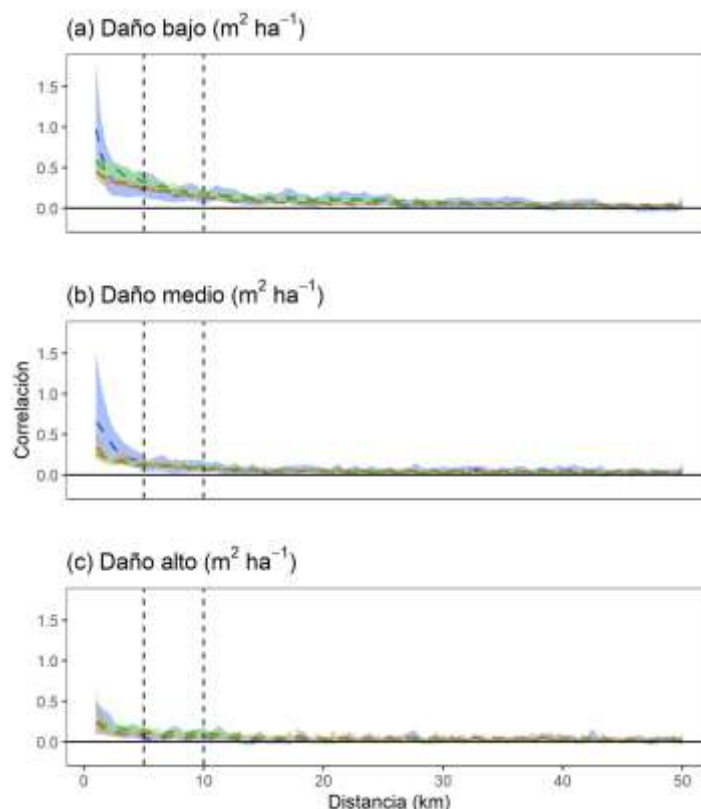 (a) Daño bajo (m² ha⁻¹)
1.5
1.0
0.5
0.0
(b) Daño medio (m² ha⁻¹)
Correlación
1.5
1.0
0.5
0.0
(c) Daño alto (m² ha⁻¹)
1.5
1.0
0.5
0.0
0 10 20 30 40 50
Distancia (km)